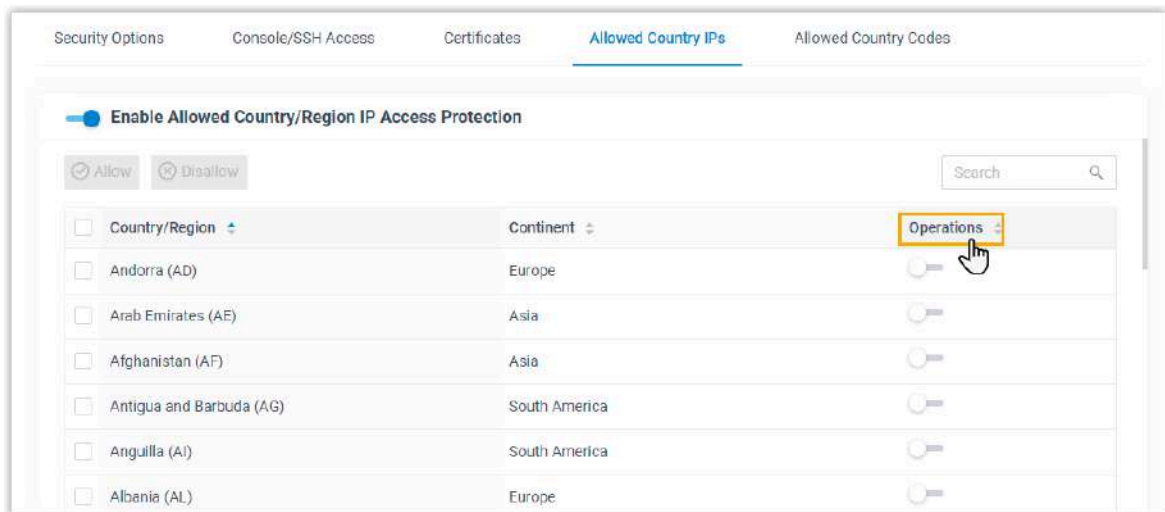 Security Options Console/SSH Access Certificates Allowed Country IPs Allowed Country Codes
Enable Allowed Country/Region IP Access Protection
Allow Disallow Search
Country/Region Continent Operations
Andorra (AD) Europe
Arab Emirates (AE) Asia
Afghanistan (AF) Asia
Antigua and Barbuda (AG) South America
Anguilla (AI) South America
Albania (AL) Europe